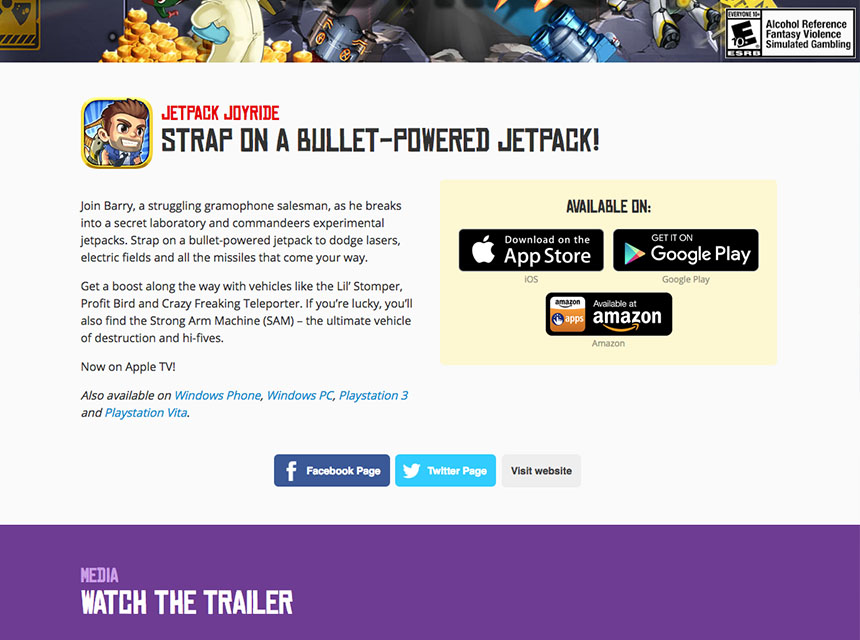 EVERYONE 10+
E
10+
ESRB
Alcohol Reference
Fantasy Violence
Simulated Gambling
JETPACK JOYRIDE
STRAP ON A BULLET-POWERED JETPACK!
Join Barry, a struggling gramophone salesman, as he breaks
into a secret laboratory and commandeers experimental
jetpacks. Strap on a bullet-powered jetpack to dodge lasers,
electric fields and all the missiles that come your way.
Get a boost along the way with vehicles like the Lil’ Stomper,
Profit Bird and Crazy Freaking Teleporter. If you’re lucky, you’ll
also find the Strong Arm Machine (SAM) – the ultimate vehicle
of destruction and hi-fives.
Now on Apple TV!
Also available on Windows Phone, Windows PC, Playstation 3
and Playstation Vita.
AVAILABLE ON:
Download on the
App Store
iOS
GET IT ON
Google Play
Google Play
amazon
apps
Available at
amazon
Amazon
Facebook Page
Twitter Page
Visit website
MEDIA
WATCH THE TRAILER